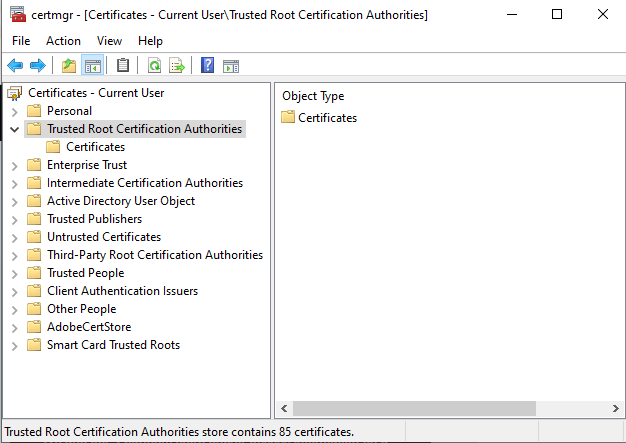 certmgr - [Certificates - Current User\Trusted Root Certification Authorities]
File Action View Help
Certificates - Current User
Personal
Trusted Root Certification Authorities
Certificates
Enterprise Trust
Intermediate Certification Authorities
Active Directory User Object
Trusted Publishers
Untrusted Certificates
Third-Party Root Certification Authorities
Trusted People
Client Authentication Issuers
Other People
AdobeCertStore
Smart Card Trusted Roots
Object Type
Certificates
Trusted Root Certification Authorities store contains 85 certificates.